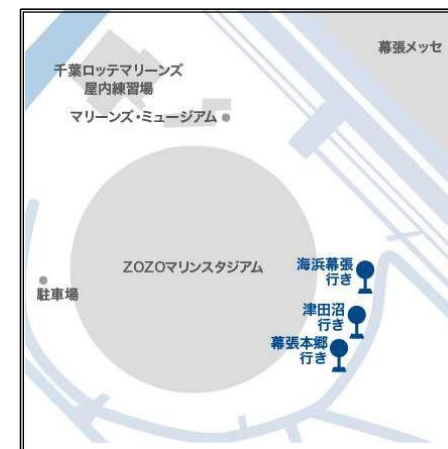 幕張メッセ
千葉ロッテマリーンズ
屋内練習場
マリーンズ・ミュージアム
ZOZOマリンスタジアム
海浜幕張
行き
駐車場
津田沼
行き
幕張本郷
行き